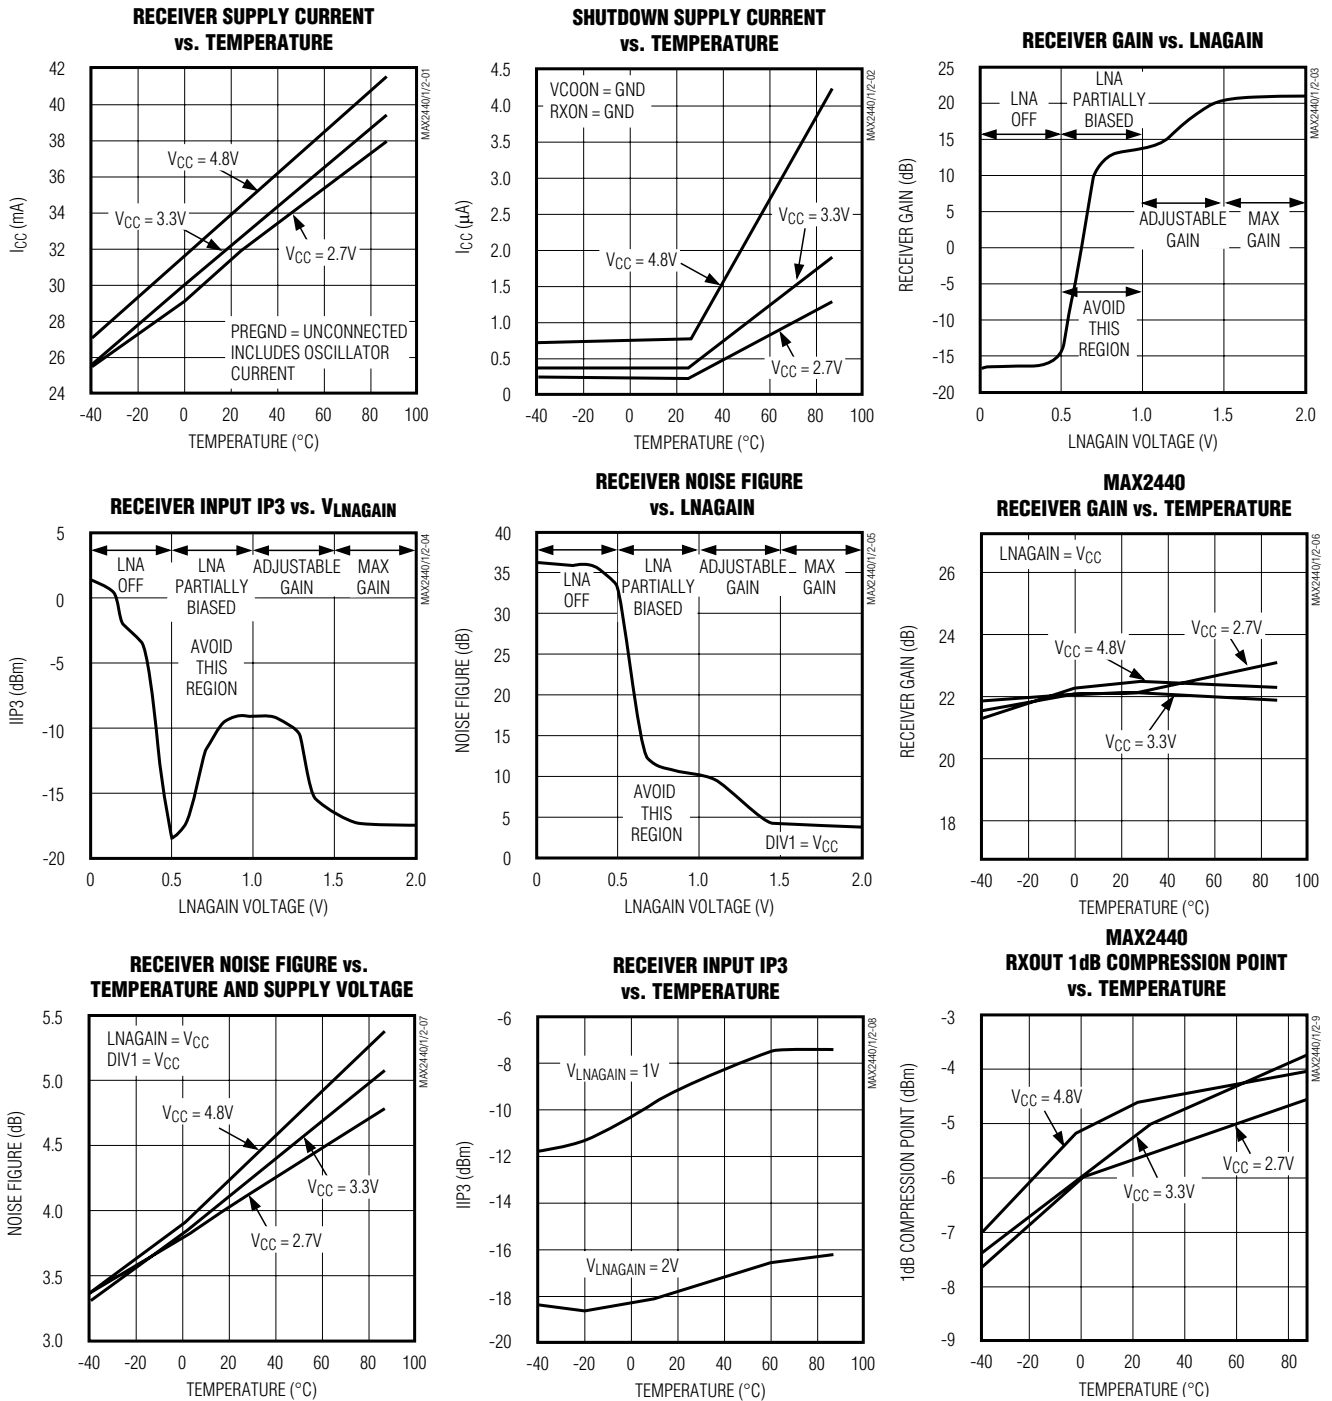 RECEIVER SUPPLY CURRENT
vs. TEMPERATURE
MAX2440/1/2-01
42
40
38
36
34
32
30
28
26
24
ICC (mA)
VCC = 4.8V
VCC = 3.3V
VCC = 2.7V
PREGND = UNCONNECTED
INCLUDES OSCILLATOR
CURRENT
-40 -20 0 20 40 60 80 100
TEMPERATURE (°C)
SHUTDOWN SUPPLY CURRENT
vs. TEMPERATURE
MAX2440/1/2-02
4.5
4.0
3.5
3.0
2.5
2.0
1.5
1.0
0.5
0
ICC (µA)
VCOON = GND
RXON = GND
VCC = 3.3V
VCC = 4.8V
VCC = 2.7V
-40 -20 0 20 40 60 80 100
TEMPERATURE (°C)
RECEIVER GAIN vs. LNAGAIN
MAX2440/1/2-03
25
20
15
10
5
0
-5
-10
-15
-20
RECEIVER GAIN (dB)
LNA
OFF
LNA
PARTIALLY
BIASED
ADJUSTABLE
GAIN
MAX
GAIN
AVOID
THIS
REGION
0 0.5 1.0 1.5 2.0
LNAGAIN VOLTAGE (V)
RECEIVER INPUT IP3 vs. VLNAGAIN
MAX2440/1/2-04
5
0
-5
-10
-15
-20
IIP3 (dBm)
LNA
OFF
LNA
PARTIALLY
BIASED
ADJUSTABLE
GAIN
MAX
GAIN
AVOID
THIS
REGION
0 0.5 1.0 1.5 2.0
LNAGAIN VOLTAGE (V)
RECEIVER NOISE FIGURE
vs. LNAGAIN
MAX2440/1/2-05
40
35
30
25
20
15
10
5
0
NOISE FIGURE (dB)
LNA
OFF
LNA
PARTIALLY
BIASED
ADJUSTABLE
GAIN
MAX
GAIN
AVOID
THIS
REGION
DIV1 = VCC
0 0.5 1.0 1.5 2.0
LNAGAIN VOLTAGE (V)
MAX2440
RECEIVER GAIN vs. TEMPERATURE
MAX2440/1/2-06
26
24
22
20
18
RECEIVER GAIN (dB)
LNAGAIN = VCC
VCC = 2.7V
VCC = 4.8V
VCC = 3.3V
-40 -20 0 20 40 60 80 100
TEMPERATURE (°C)
RECEIVER NOISE FIGURE vs.
TEMPERATURE AND SUPPLY VOLTAGE
MAX2440/1/2-07
5.5
5.0
4.5
4.0
3.5
3.0
NOISE FIGURE (dB)
LNAGAIN = VCC
DIV1 = VCC
VCC = 4.8V
VCC = 3.3V
VCC = 2.7V
-40 -20 0 20 40 60 80 100
TEMPERATURE (°C)
RECEIVER INPUT IP3
vs. TEMPERATURE
MAX2440/1/2-08
-6
-8
-10
-12
-14
-16
-18
-20
IIP3 (dBm)
VLNAGAIN = 1V
VLNAGAIN = 2V
-40 -20 0 20 40 60 80 100
TEMPERATURE (°C)
MAX2440
RXOUT 1dB COMPRESSION POINT
vs. TEMPERATURE
MAX2440/1/2-9
-3
-4
-5
-6
-7
-8
-9
1dB COMPRESSION POINT (dBm)
VCC = 4.8V
VCC = 2.7V
VCC = 3.3V
-40 -20 0 20 40 60 80
TEMPERATURE (°C)